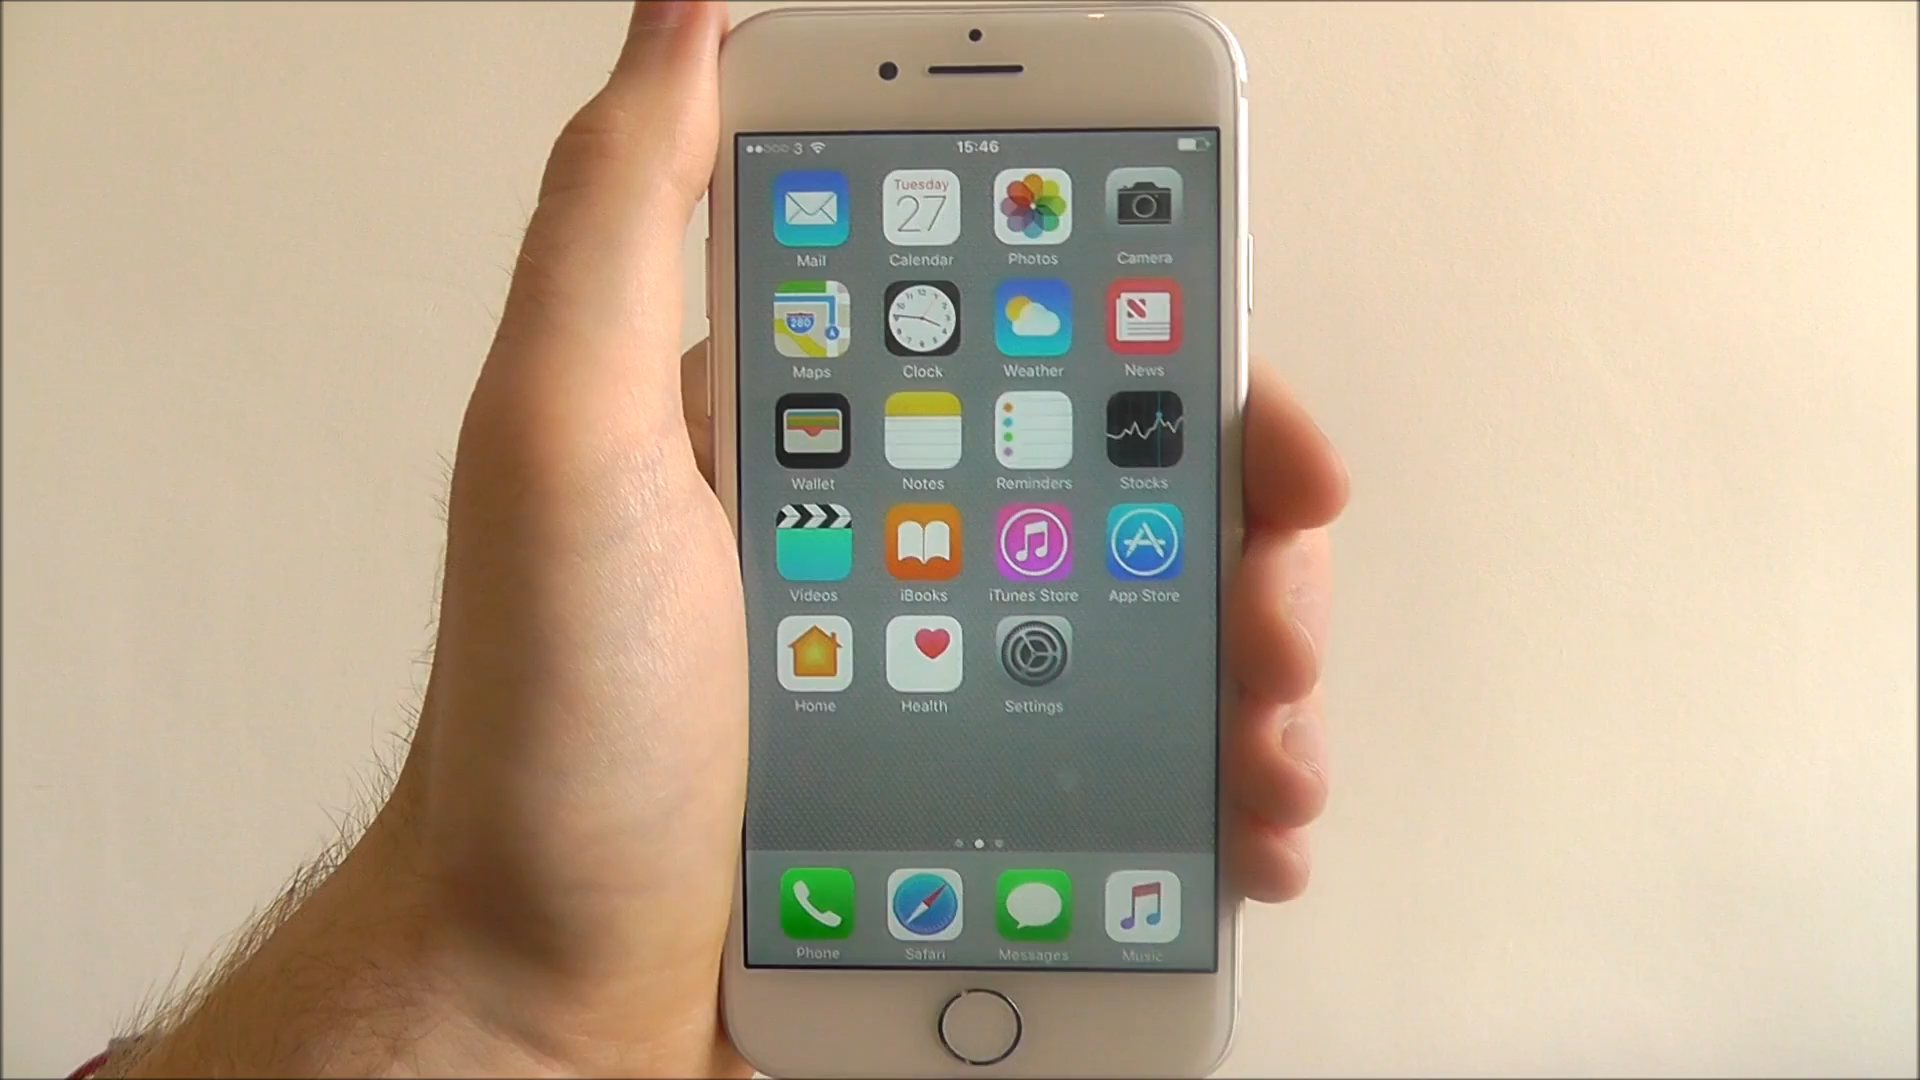 3 15:46
Tuesday
27
Mail Calendar Photos Camera
280
Maps Clock Weather News
Wallet Notes Reminders Stocks
Videos iBooks iTunes Store App Store
Home Health Settings
Phone Safari Messages Music